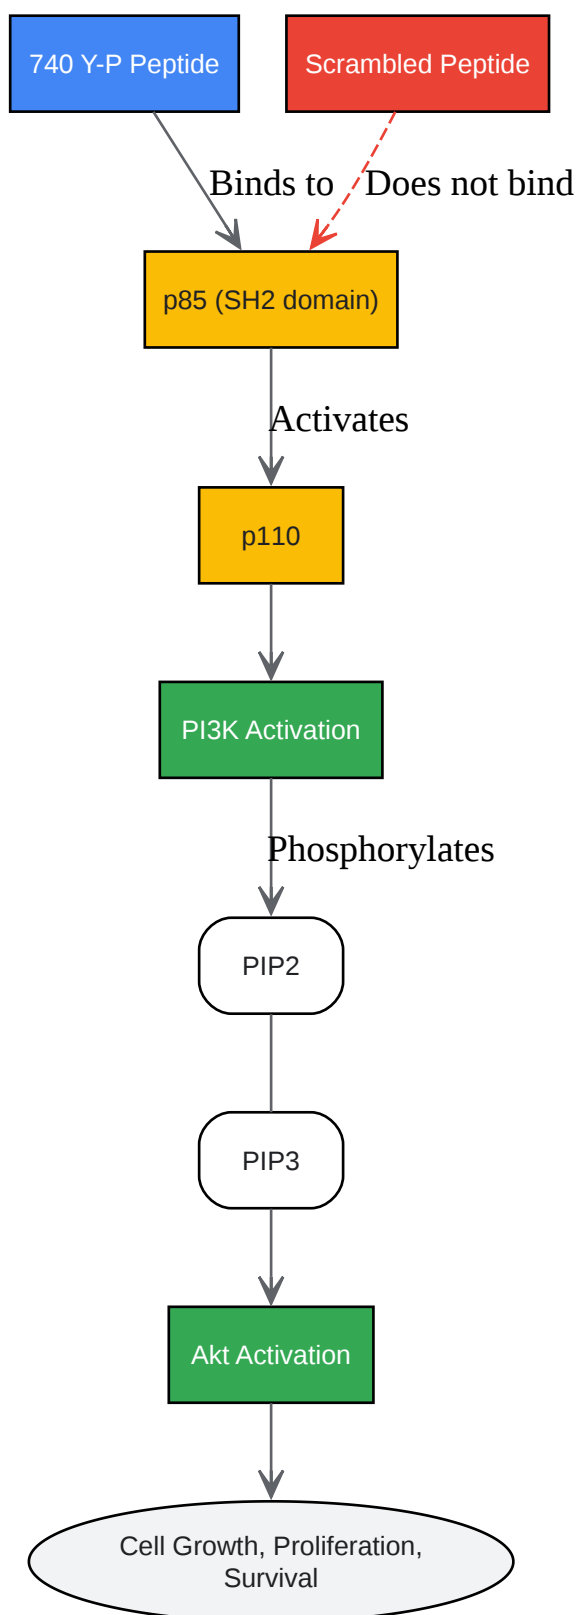 740 Y-P Peptide
Scrambled Peptide
Binds to
Does not bind
p85 (SH2 domain)
Activates
p110
PI3K Activation
Phosphorylates
PIP2
PIP3
Akt Activation
Cell Growth, Proliferation,
Survival